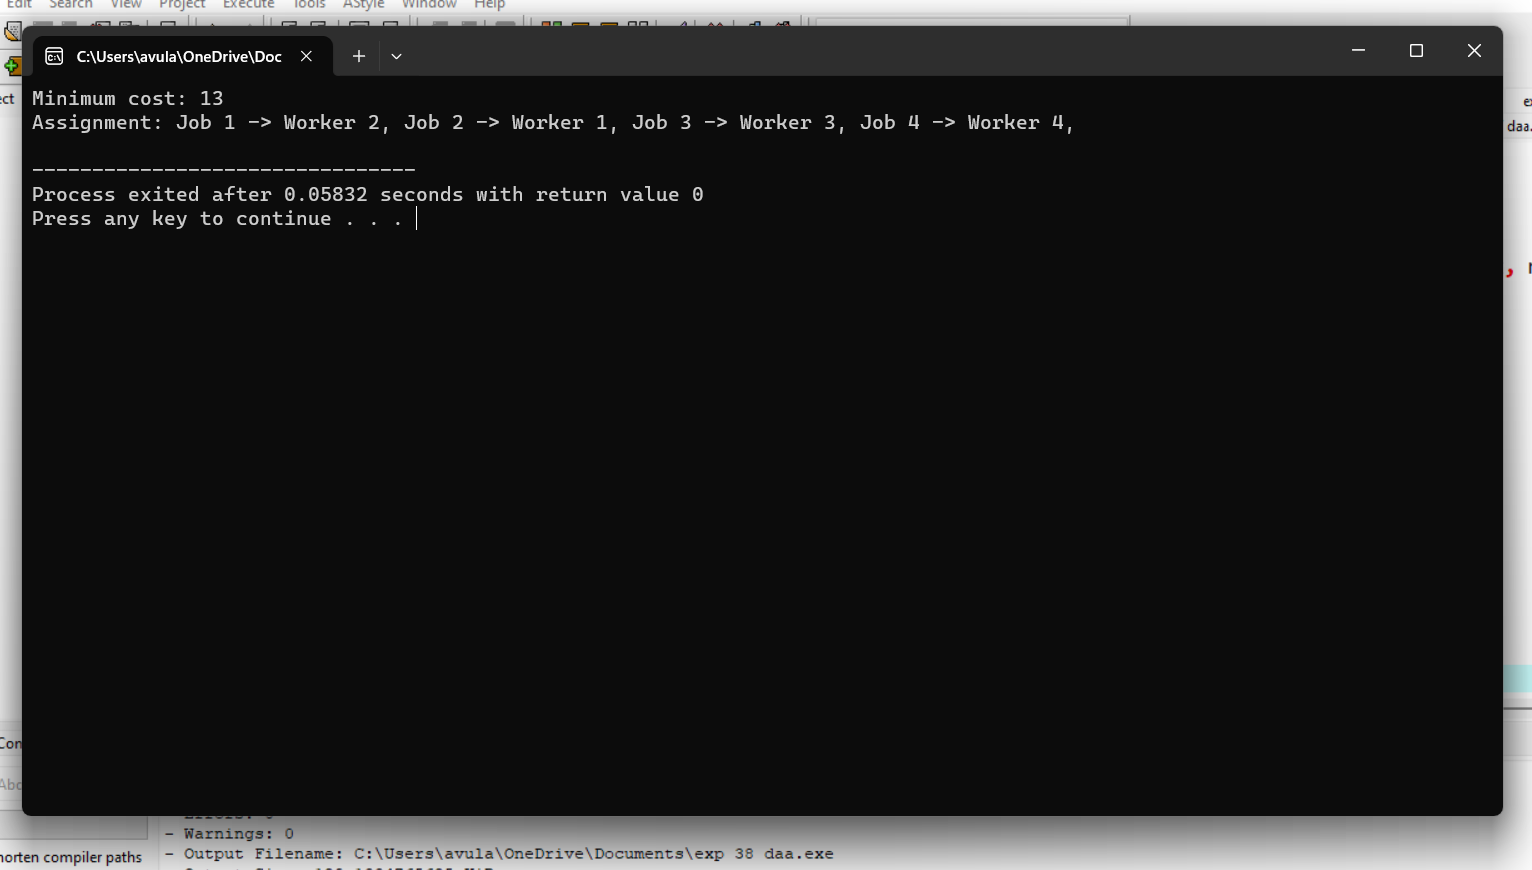 Edit Search View Project Execute Tools AStyle Window Help
C:\Users\avula\OneDrive\Doc
Minimum cost: 13
Assignment: Job 1 -> Worker 2, Job 2 -> Worker 1, Job 3 -> Worker 3, Job 4 -> Worker 4,
--------------------------------
Process exited after 0.05832 seconds with return value 0
Press any key to continue . . .
daa.
- Warnings: 0
- Output Filename: C:\Users\avula\OneDrive\Documents\exp 38 daa.exe
horten compiler paths